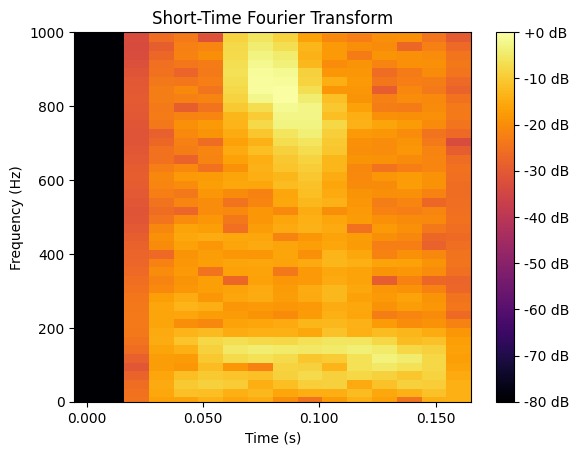 Short-Time Fourier Transform
1000
800
600
400
200
0
Frequency (Hz)
0.000
0.050
0.100
0.150
Time (s)
+0 dB
-10 dB
-20 dB
-30 dB
-40 dB
-50 dB
-60 dB
-70 dB
-80 dB